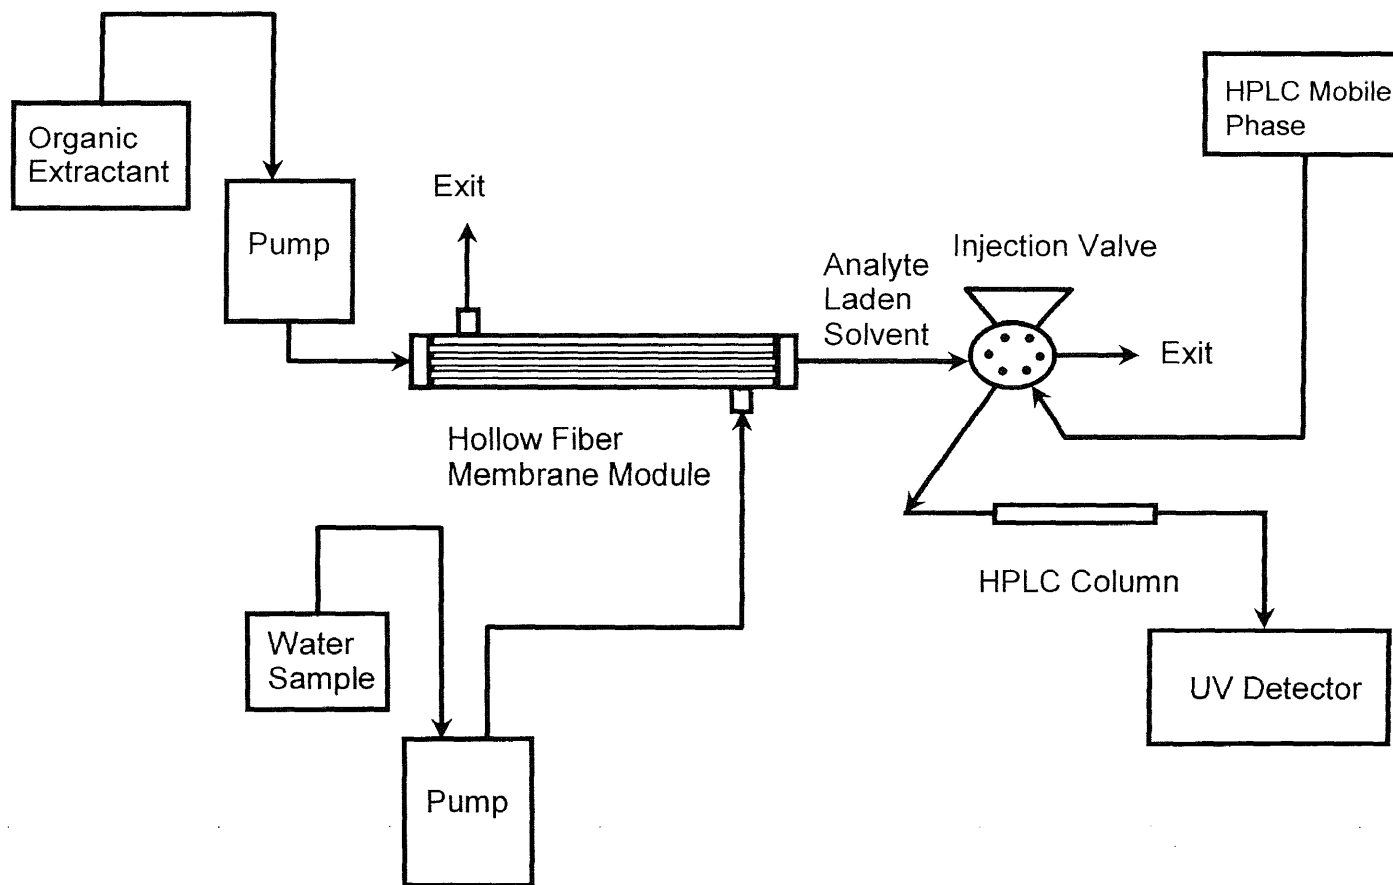 Organic
Extractant
Pump
Exit
HPLC Mobile
Phase
Injection Valve
Analyte
Laden
Solvent
Exit
Hollow Fiber
Membrane Module
HPLC Column
Water
Sample
Pump
UV Detector